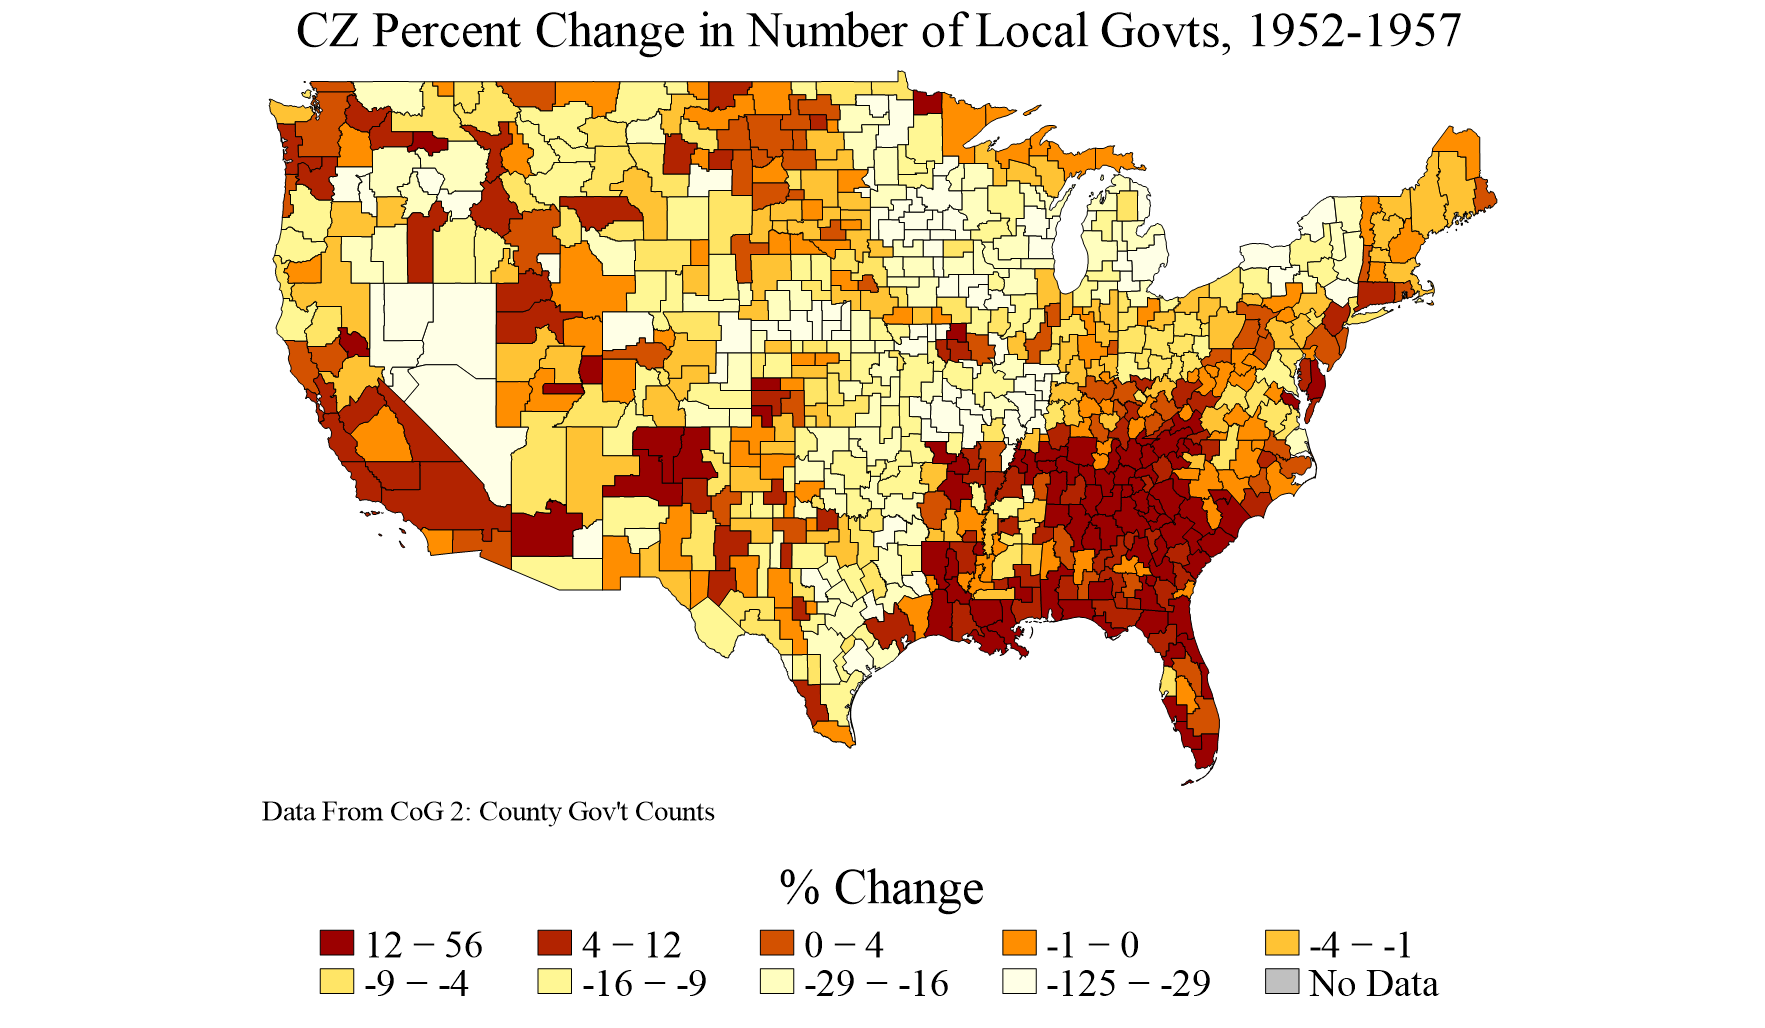 CZ Percent Change in Number of Local Govts, 1952-1957
Data From CoG 2: County Gov't Counts
% Change
12 − 56 4 − 12 0 − 4 -1 − 0 -4 − -1
-9 − -4 -16 − -9 -29 − -16 -125 − -29 No Data